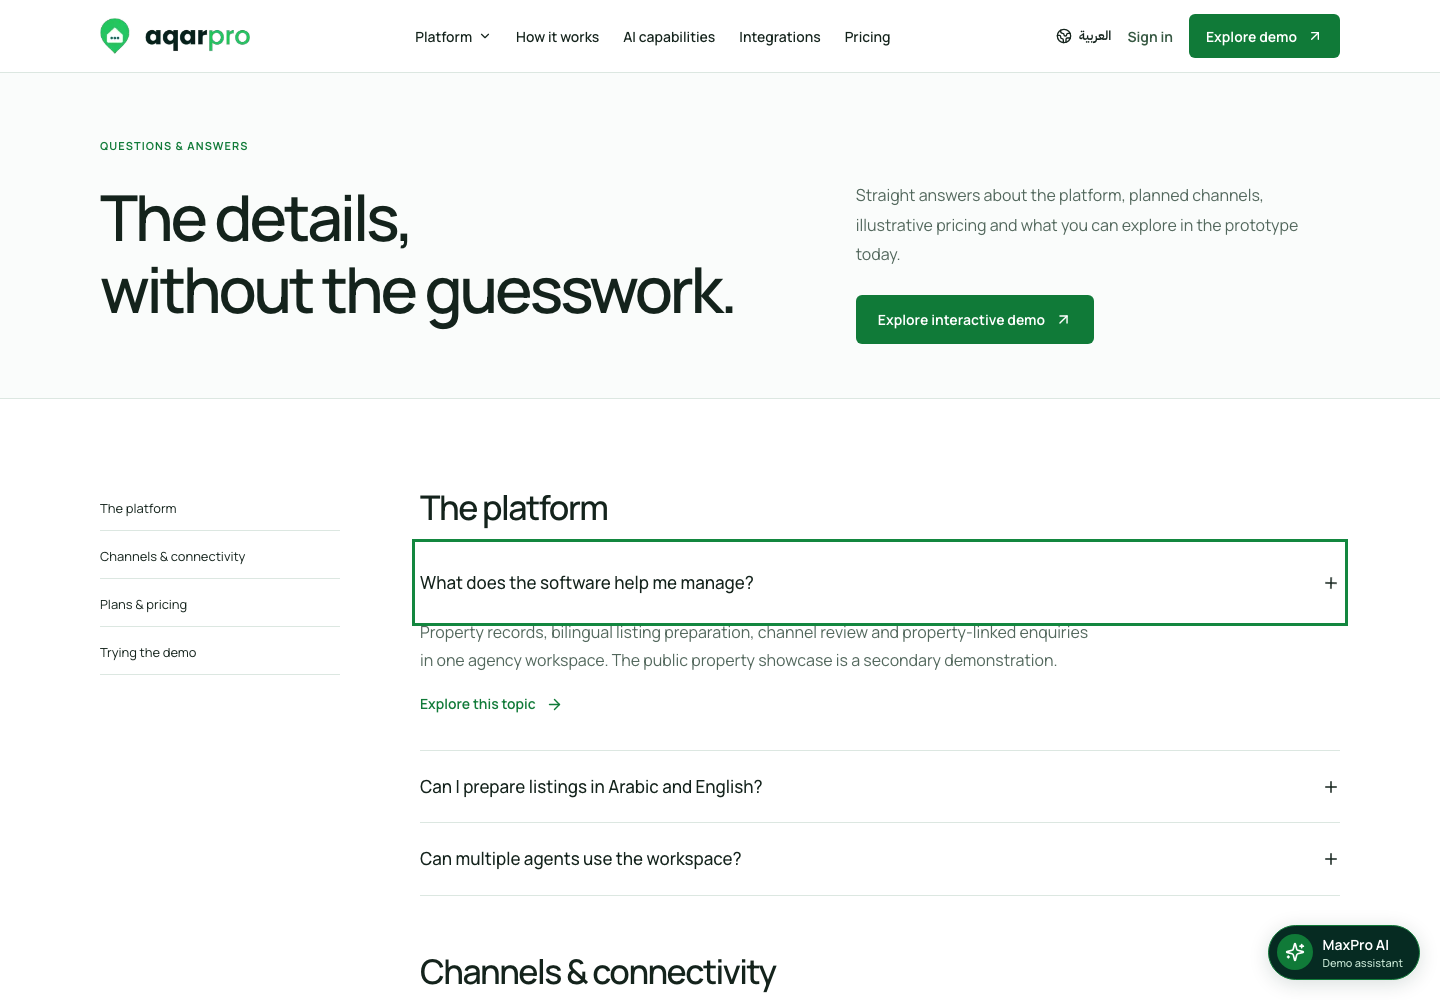 aqarpro
Platform
How it works
AI capabilities
Integrations
Pricing
العربية
Sign in
Explore demo
QUESTIONS & ANSWERS
The details,
without the guesswork.
Straight answers about the platform, planned channels,
illustrative pricing and what you can explore in the prototype
today.
Explore interactive demo
The platform
Channels & connectivity
Plans & pricing
Trying the demo
The platform
What does the software help me manage?
Property records, bilingual listing preparation, channel review and property-linked enquiries
in one agency workspace. The public property showcase is a secondary demonstration.
Explore this topic
Can I prepare listings in Arabic and English?
Can multiple agents use the workspace?
Channels & connectivity
MaxPro AI
Demo assistant